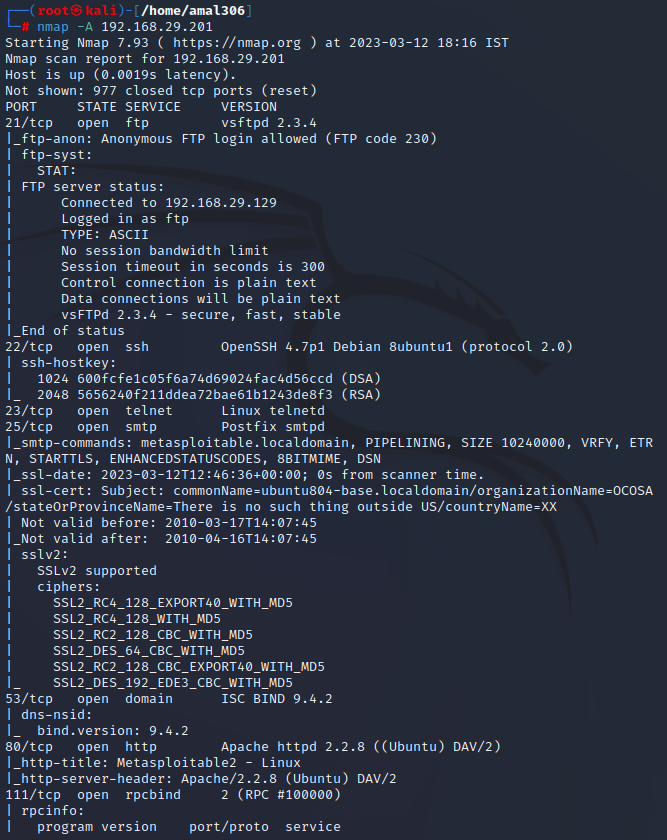 ┌──(root㉿kali)-[/home/amal306]
└─# nmap -A 192.168.29.201
Starting Nmap 7.93 ( https://nmap.org ) at 2023-03-12 18:16 IST
Nmap scan report for 192.168.29.201
Host is up (0.0019s latency).
Not shown: 977 closed tcp ports (reset)
PORT     STATE SERVICE     VERSION
21/tcp   open  ftp         vsftpd 2.3.4
|_ftp-anon: Anonymous FTP login allowed (FTP code 230)
| ftp-syst:
|   STAT:
| FTP server status:
|      Connected to 192.168.29.129
|      Logged in as ftp
|      TYPE: ASCII
|      No session bandwidth limit
|      Session timeout in seconds is 300
|      Control connection is plain text
|      Data connections will be plain text
|      vsFTPd 2.3.4 - secure, fast, stable
|_End of status
22/tcp   open  ssh         OpenSSH 4.7p1 Debian 8ubuntu1 (protocol 2.0)
| ssh-hostkey:
|   1024 600fcfe1c05f6a74d69024fac4d56ccd (DSA)
|_  2048 5656240f211ddea72bae61b1243de8f3 (RSA)
23/tcp   open  telnet      Linux telnetd
25/tcp   open  smtp        Postfix smtpd
|_smtp-commands: metasploitable.localdomain, PIPELINING, SIZE 10240000, VRFY, ETR
N, STARTTLS, ENHANCEDSTATUSCODES, 8BITMIME, DSN
|_ssl-date: 2023-03-12T12:46:36+00:00; 0s from scanner time.
| ssl-cert: Subject: commonName=ubuntu804-base.localdomain/organizationName=OCOSA
/stateOrProvinceName=There is no such thing outside US/countryName=XX
| Not valid before: 2010-03-17T14:07:45
|_Not valid after:  2010-04-16T14:07:45
| sslv2:
|   SSLv2 supported
|   ciphers:
|     SSL2_RC4_128_EXPORT40_WITH_MD5
|     SSL2_RC4_128_WITH_MD5
|     SSL2_RC2_128_CBC_WITH_MD5
|     SSL2_DES_64_CBC_WITH_MD5
|     SSL2_RC2_128_CBC_EXPORT40_WITH_MD5
|_    SSL2_DES_192_EDE3_CBC_WITH_MD5
53/tcp   open  domain      ISC BIND 9.4.2
| dns-nsid:
|_  bind.version: 9.4.2
80/tcp   open  http        Apache httpd 2.2.8 ((Ubuntu) DAV/2)
|_http-title: Metasploitable2 - Linux
|_http-server-header: Apache/2.2.8 (Ubuntu) DAV/2
111/tcp  open  rpcbind     2 (RPC #100000)
| rpcinfo:
|   program version    port/proto  service